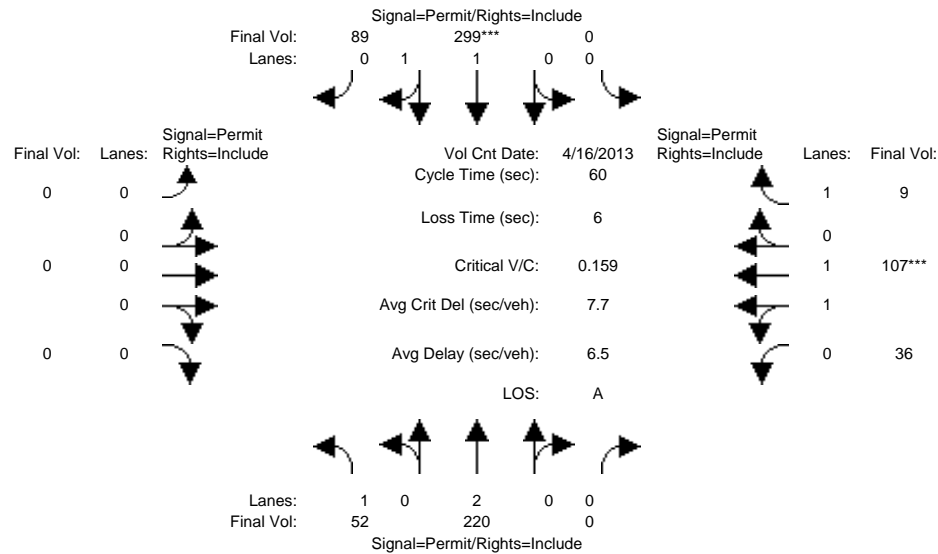 Signal=Permit/Rights=Include
Final Vol: 89 299*** 0
Lanes: 0 1 1 0 0
Signal=Permit Signal=Permit
Final Vol: Lanes: Rights=Include Vol Cnt Date: 4/16/2013 Rights=Include Lanes: Final Vol:
Cycle Time (sec): 60
0 0 1 9
Loss Time (sec): 6
0 0
0 0 Critical V/C: 0.159 1 107***
0 Avg Crit Del (sec/veh): 7.7 1
0 0 Avg Delay (sec/veh): 6.5 0 36
LOS: A
Lanes: 1 0 2 0 0
Final Vol: 52 220 0
Signal=Permit/Rights=Include